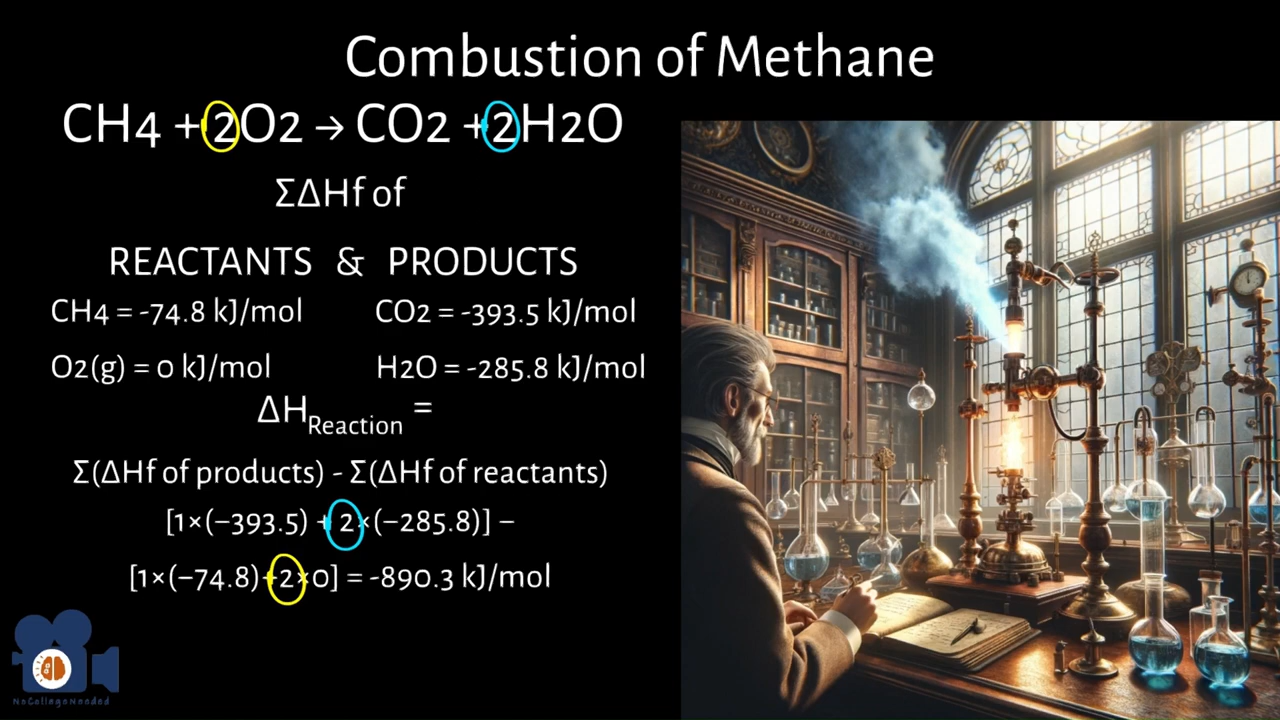 Combustion of Methane
CH4 + 2O2 → CO2 + 2H2O
ΣΔHf of
REACTANTS & PRODUCTS
CH4 = -74.8 kJ/mol CO2 = -393.5 kJ/mol
O2(g) = 0 kJ/mol H2O = -285.8 kJ/mol
ΔHReaction =
Σ(ΔHf of products) - Σ(ΔHf of reactants)
[1×(−393.5) + 2×(−285.8)] −
[1×(−74.8)+2×0] = -890.3 kJ/mol
NoCollegeNeeded